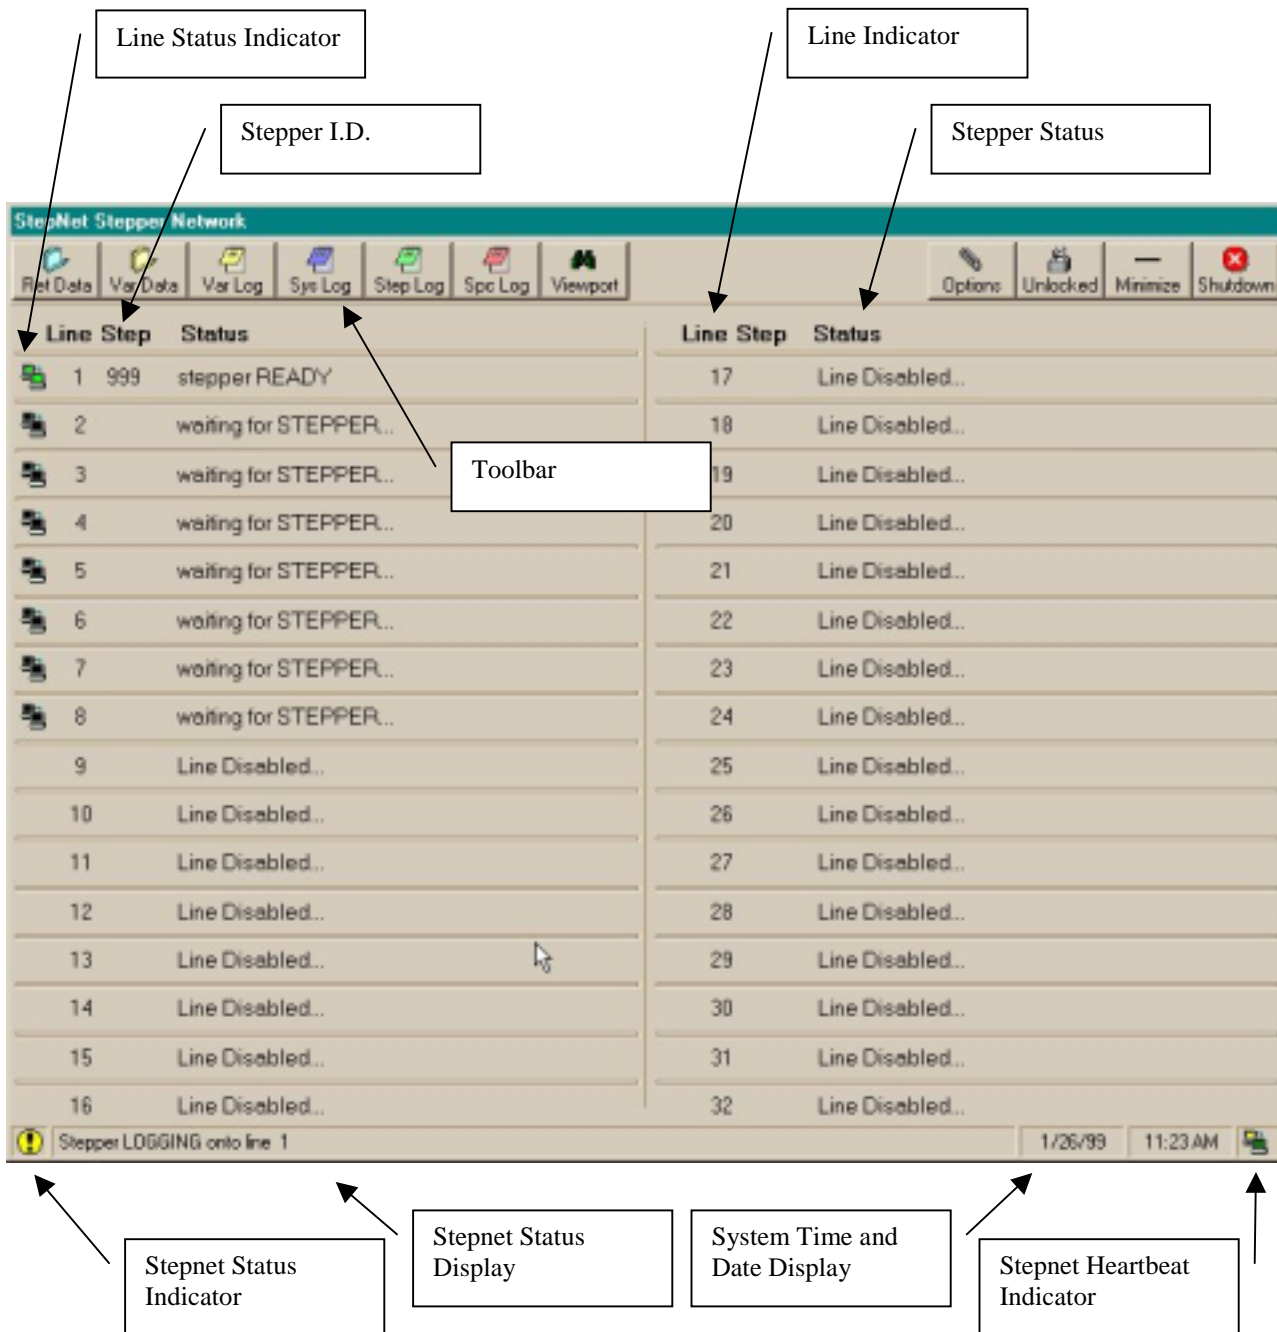 Line Status Indicator
Line Indicator
Stepper I.D.
Stepper Status
StepNet Stepper Network
Ret Data Var Data Var Log Sys Log Step Log Spc Log Viewport Options Unlocked Minimize Shutdown
Line Step Status
1 999 stepper READY
2 waiting for STEPPER...
3 waiting for STEPPER...
4 waiting for STEPPER...
5 waiting for STEPPER...
6 waiting for STEPPER...
7 waiting for STEPPER...
8 waiting for STEPPER...
9 Line Disabled...
10 Line Disabled...
11 Line Disabled...
12 Line Disabled...
13 Line Disabled...
14 Line Disabled...
15 Line Disabled...
16 Line Disabled...
Line Step Status
17 Line Disabled...
18 Line Disabled...
19 Line Disabled...
20 Line Disabled...
21 Line Disabled...
22 Line Disabled...
23 Line Disabled...
24 Line Disabled...
25 Line Disabled...
26 Line Disabled...
27 Line Disabled...
28 Line Disabled...
29 Line Disabled...
30 Line Disabled...
31 Line Disabled...
32 Line Disabled...
Toolbar
Stepper LOGGING onto line 1
1/26/99 11:23 AM
Stepnet Status
Indicator
Stepnet Status
Display
System Time and
Date Display
Stepnet Heartbeat
Indicator